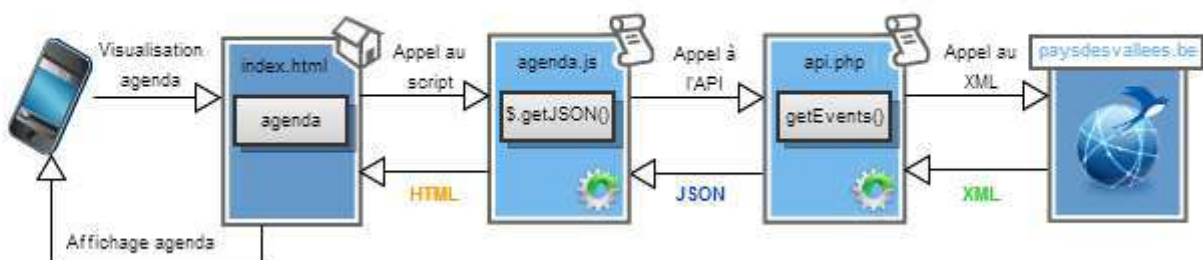 Visualisation
agenda
index.html
agenda
Appel au
script
agenda.js
$.getJSON()
Appel à
l'API
api.php
getEvents()
Appel au
XML
paysdesvallees.be
HTML
JSON
XML
Affichage agenda